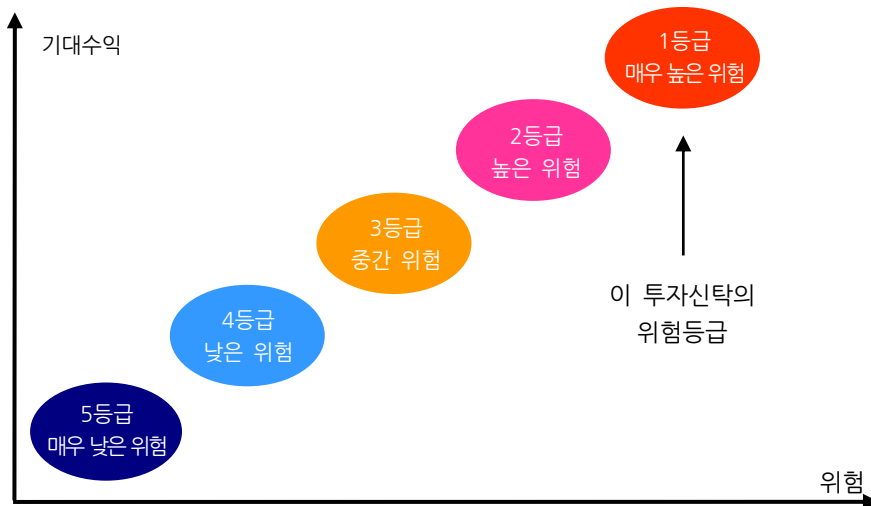 기대수익
1등급
매우 높은 위험
2등급
높은 위험
3등급
중간 위험
이 투자신탁의
위험등급
4등급
낮은 위험
5등급
매우 낮은 위험
위험